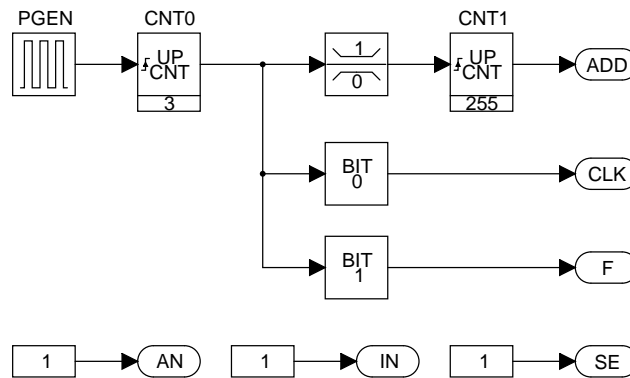 PGEN CNT0 CNT1
UP CNT 3
1 0
UP CNT 255
ADD
BIT 0
CLK
BIT 1
F
1 AN 1 IN 1 SE